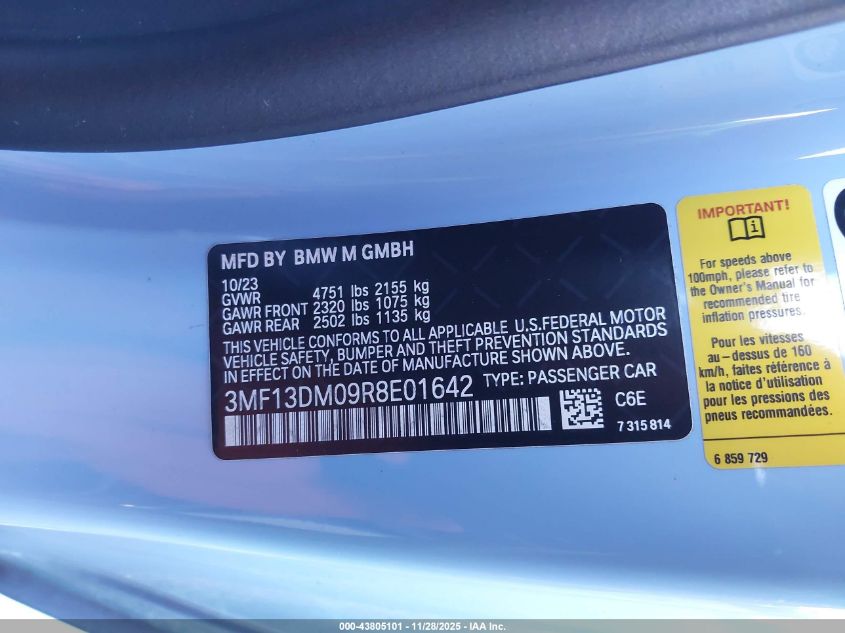 MFD BY BMW M GMBH
10/23
GVWR 4751 lbs 2155 kg
GAWR FRONT 2320 lbs 1075 kg
GAWR REAR 2502 lbs 1135 kg
THIS VEHICLE CONFORMS TO ALL APPLICABLE U.S.FEDERAL MOTOR
VEHICLE SAFETY, BUMPER AND THEFT PREVENTION STANDARDS
IN EFFECT ON THE DATE OF MANUFACTURE SHOWN ABOVE.
3MF13DM09R8E01642 TYPE: PASSENGER CAR
C6E
7 315 814
IMPORTANT!
For speeds above
100mph, please refer to
the Owner's Manual for
recommended tire
inflation pressures.
Pour les vitesses
au-dessus de 160
km/h, faites référence à
la notice d'utilisation
pour les pressions des
pneus recommandées.
6 859 729
000-43805101 - 11/28/2025 - IAA Inc.